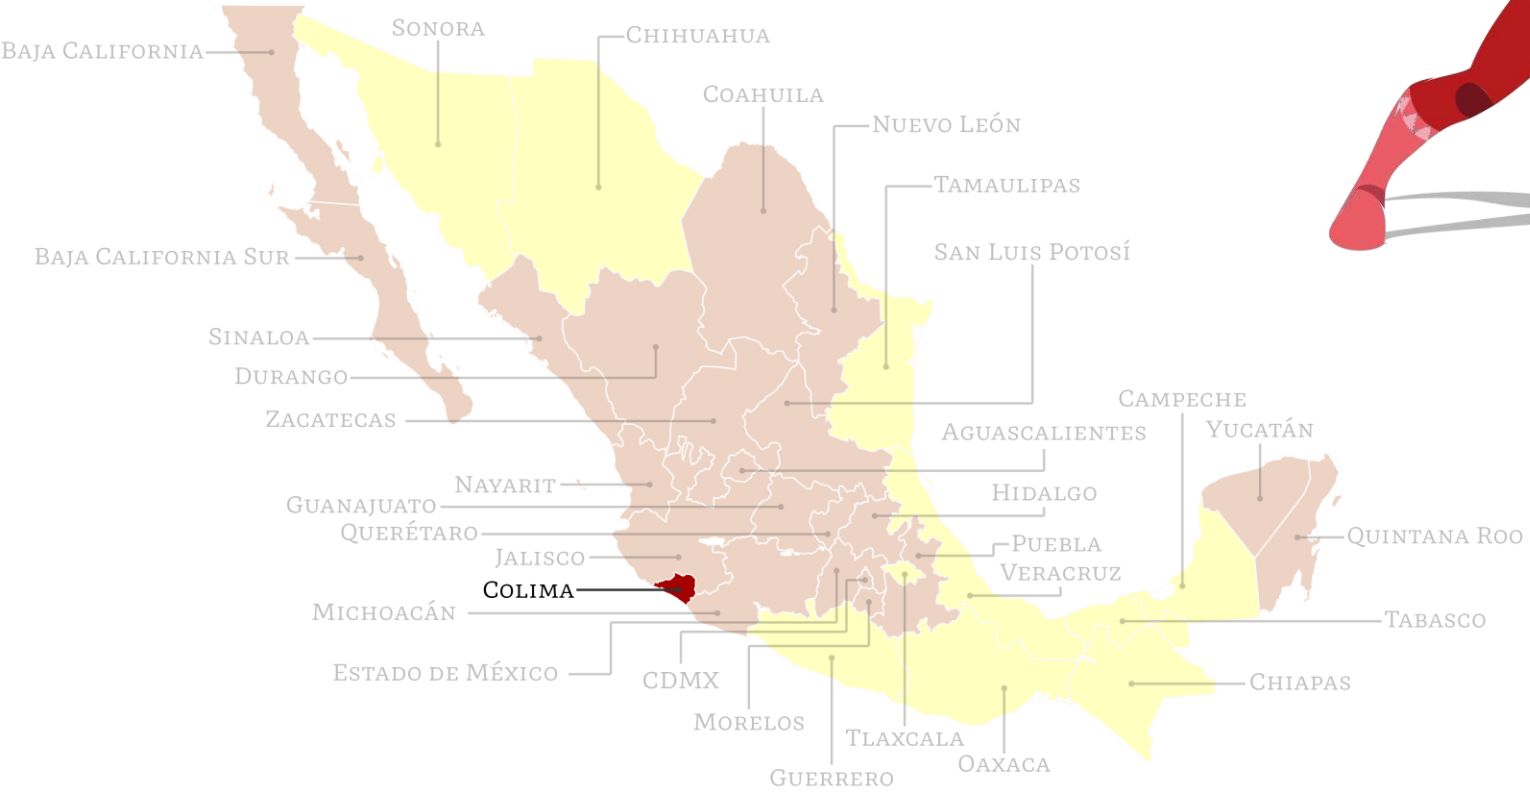 Sonora
Chihuahua
Baja California
Coahuila
Nuevo León
Tamaulipas
San Luis Potosí
Baja California Sur
Sinaloa
Durango
Campeche
Zacatecas
Yucatán
Aguascalientes
Nayarit
Hidalgo
Guanajuato
Querétaro
Quintana Roo
Puebla
Jalisco
Veracruz
Colima
Michoacán
Tabasco
Estado de México
CDMX
Chiapas
Morelos
Tlaxcala
Oaxaca
Guerrero